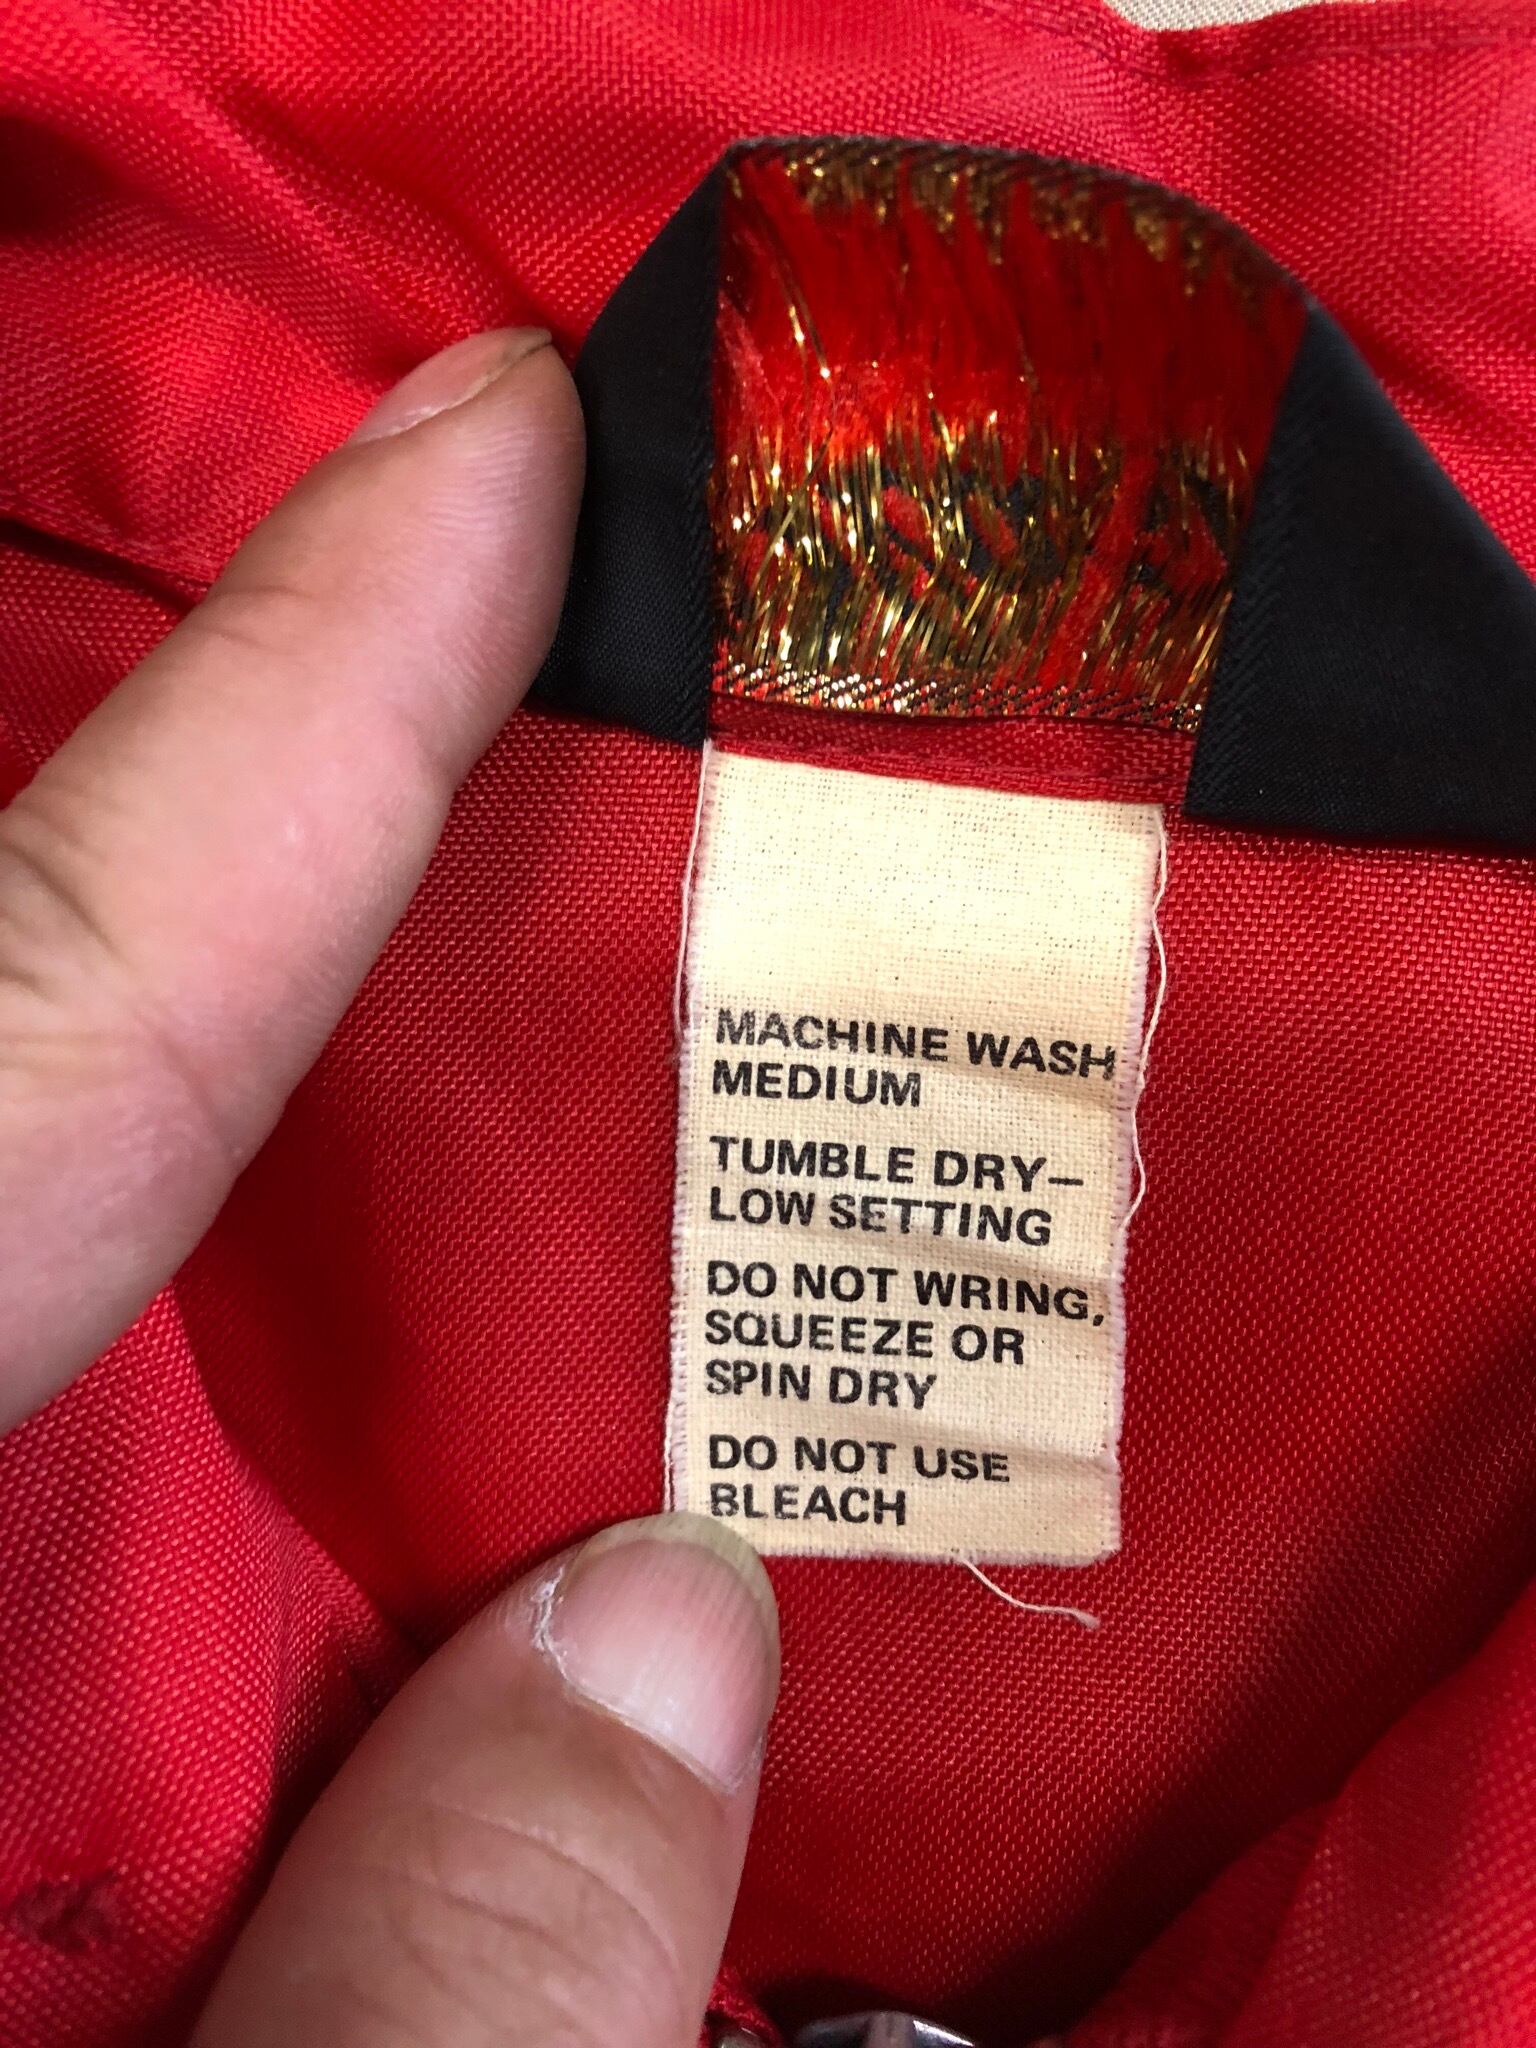 MACHINE WASH
MEDIUM
TUMBLE DRY—
LOW SETTING
DO NOT WRING,
SQUEEZE OR
SPIN DRY
DO NOT USE
BLEACH